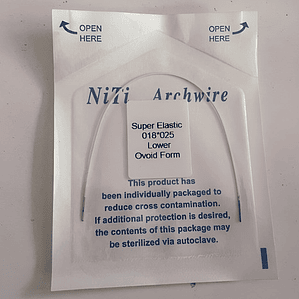 OPEN HERE
OPEN HERE
NiTi Archwire
Super Elastic
018*025
Lower
Ovoid Form
This product has
been individually packaged to
reduce cross contamination.
If additional protection is desired,
the contents of this package may
be sterilized via autoclave.